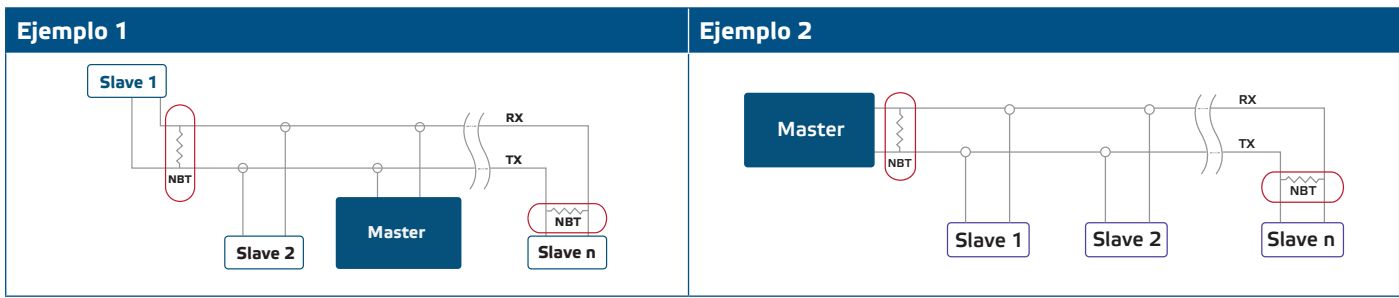 Ejemplo 1
Slave 1
RX
TX
NBT
NBT
Slave 2
Master
Slave n
Ejemplo 2
Master
RX
TX
NBT
NBT
Slave 1
Slave 2
Slave n